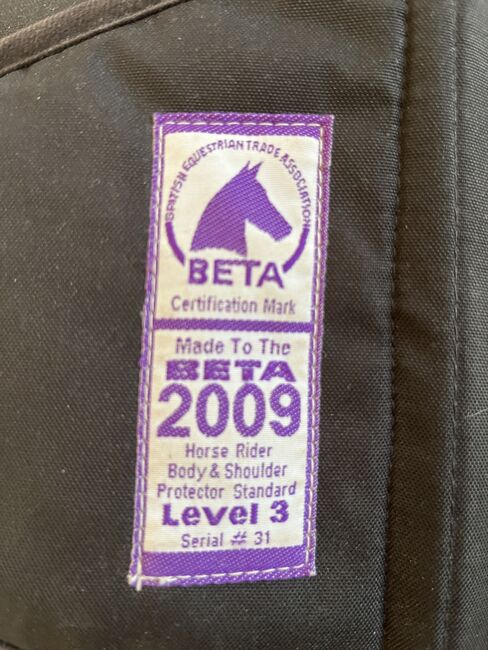 BRITISH EQUESTRIAN TRADE ASSOCIATION
BETA
Certification Mark
Made To The
BETA
2009
Horse Rider
Body & Shoulder
Protector Standard
Level 3
Serial # 31